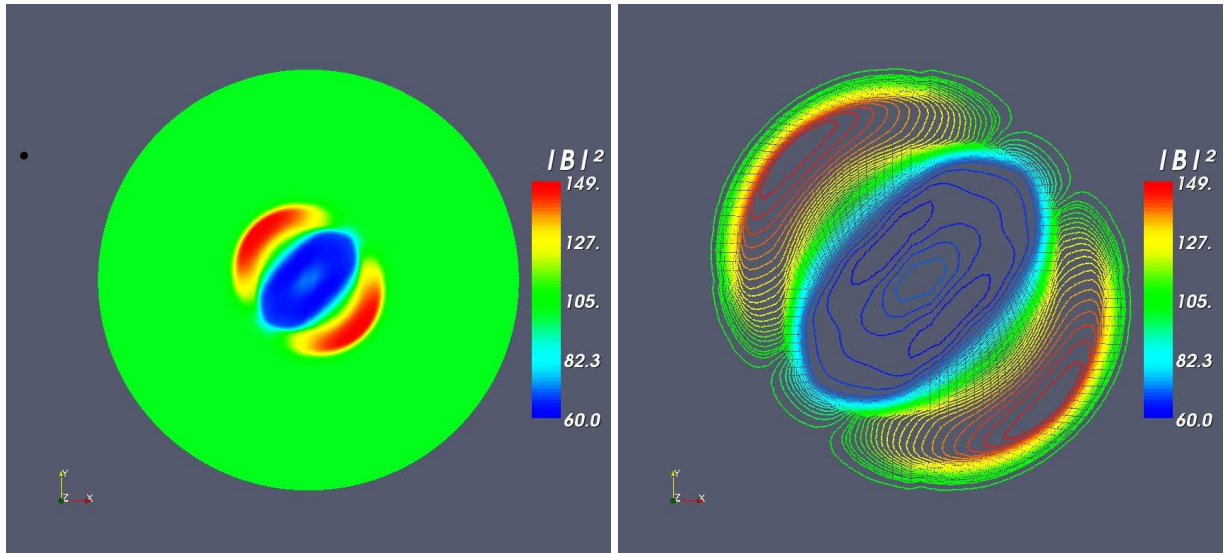 |B|²
149.
127.
105.
82.3
60.0
Y
Z X
|B|²
149.
127.
105.
82.3
60.0
Y
Z X